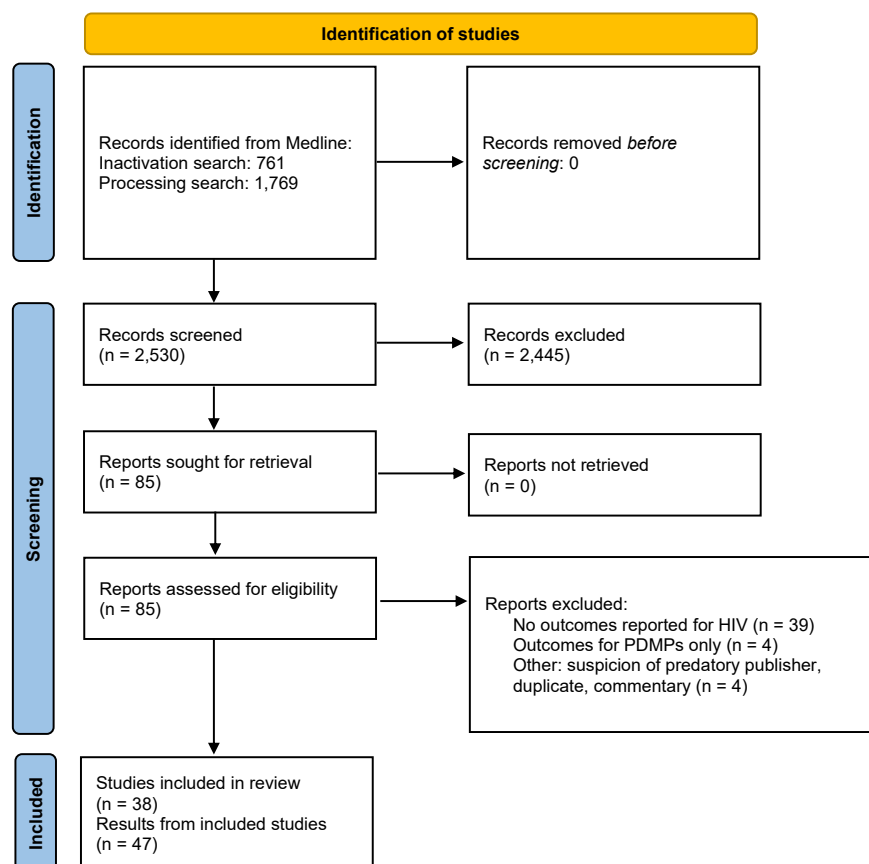 Identification of studies
Identification
Records identified from Medline:
Inactivation search: 761
Processing search: 1,769
Records removed before
screening: 0
Screening
Records screened
(n = 2,530)
Records excluded
(n = 2,445)
Reports sought for retrieval
(n = 85)
Reports not retrieved
(n = 0)
Reports assessed for eligibility
(n = 85)
Reports excluded:
No outcomes reported for HIV (n = 39)
Outcomes for PDMPs only (n = 4)
Other: suspicion of predatory publisher,
duplicate, commentary (n = 4)
Included
Studies included in review
(n = 38)
Results from included studies
(n = 47)